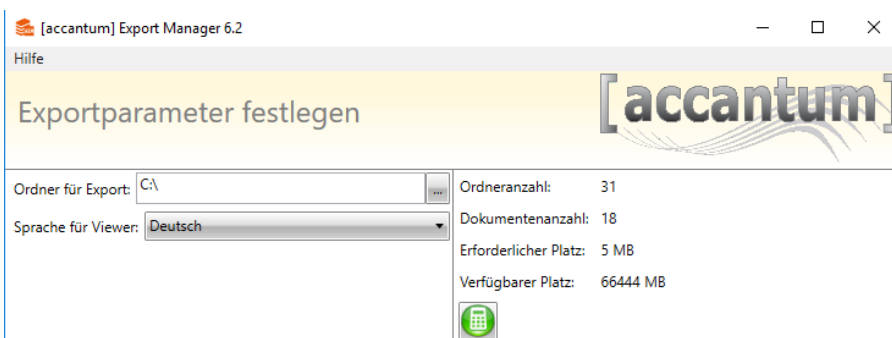 [accantum] Export Manager 6.2
Hilfe
Exportparameter festlegen
[accantum]
Ordner für Export: C:\ ...
Sprache für Viewer: Deutsch
Ordneranzahl: 31
Dokumentenanzahl: 18
Erforderlicher Platz: 5 MB
Verfügbarer Platz: 66444 MB